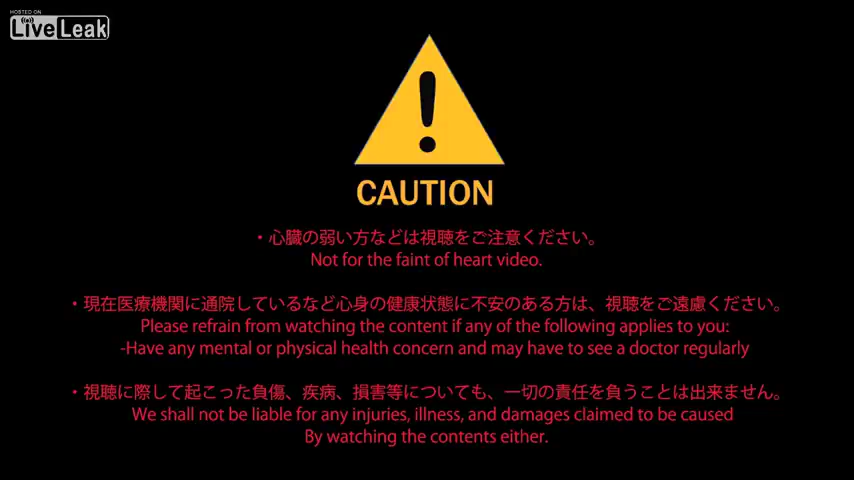 HOSTED ON
LiveLeak
CAUTION
・心臓の弱い方などは視聴をご注意ください。
Not for the faint of heart video.
・現在医療機関に通院しているなど心身の健康状態に不安のある方は、視聴をご遠慮ください。
Please refrain from watching the content if any of the following applies to you:
-Have any mental or physical health concern and may have to see a doctor regularly
・視聴に際して起こった負傷、疾病、損害等についても、一切の責任を負うことは出来ません。
We shall not be liable for any injuries, illness, and damages claimed to be caused
By watching the contents either.